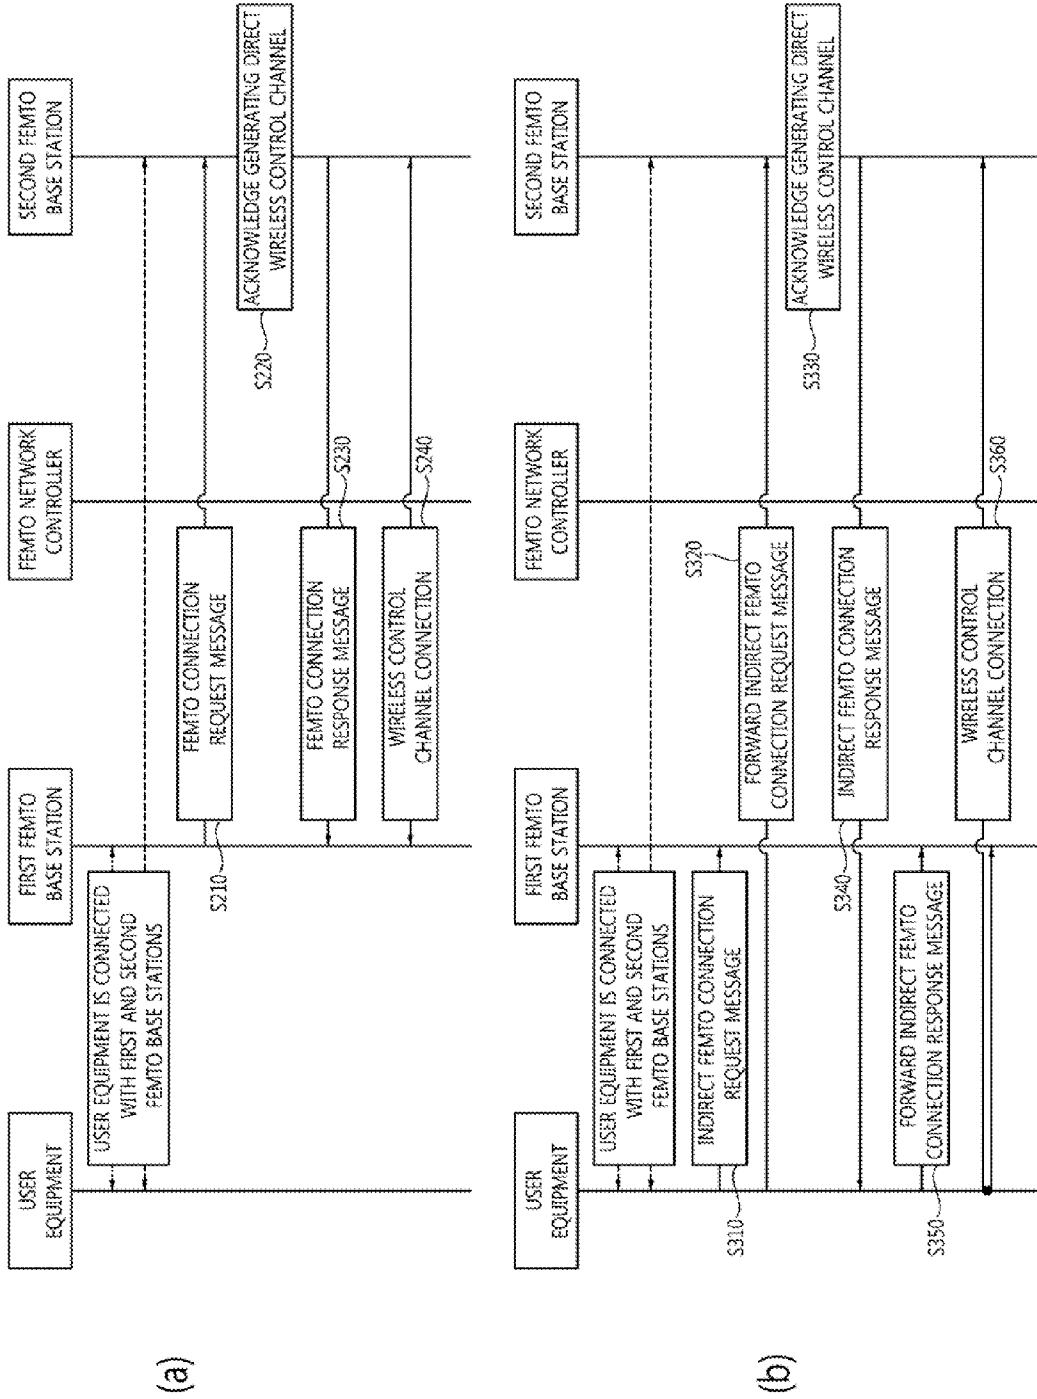 (a)
USER
EQUIPMENT
FIRST FEMTO
BASE STATION
FEMTO NETWORK
CONTROLLER
SECOND FEMTO
BASE STATION
USER EQUIPMENT IS CONNECTED
WITH FIRST AND SECOND
FEMTO BASE STATIONS
S210
FEMTO CONNECTION
REQUEST MESSAGE
S220
ACKNOWLEDGE GENERATING DIRECT
WIRELESS CONTROL CHANNEL
FEMTO CONNECTION
RESPONSE MESSAGE
S230
WIRELESS CONTROL
CHANNEL CONNECTION
S240
(b)
USER
EQUIPMENT
FIRST FEMTO
BASE STATION
FEMTO NETWORK
CONTROLLER
SECOND FEMTO
BASE STATION
USER EQUIPMENT IS CONNECTED
WITH FIRST AND SECOND
FEMTO BASE STATIONS
S310
INDIRECT FEMTO CONNECTION
REQUEST MESSAGE
S320
FORWARD INDIRECT FEMTO
CONNECTION REQUEST MESSAGE
S330
ACKNOWLEDGE GENERATING DIRECT
WIRELESS CONTROL CHANNEL
S340
INDIRECT FEMTO CONNECTION
RESPONSE MESSAGE
S350
FORWARD INDIRECT FEMTO
CONNECTION RESPONSE MESSAGE
WIRELESS CONTROL
CHANNEL CONNECTION
S360